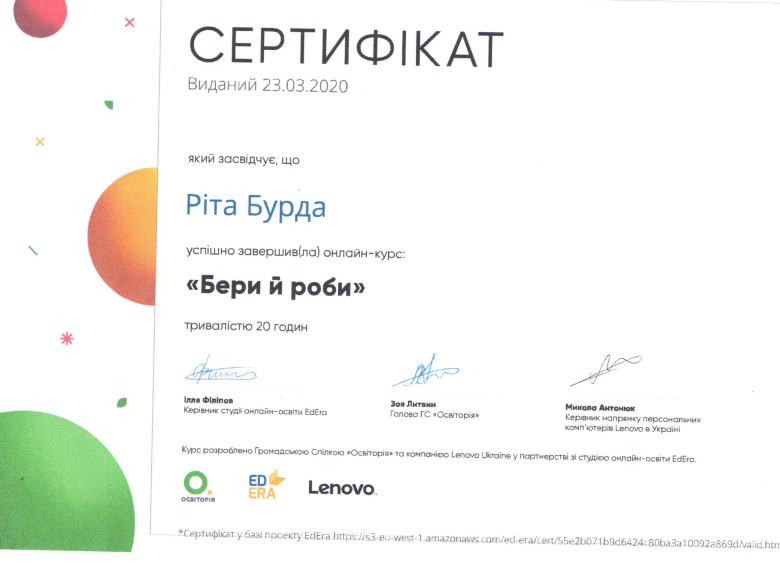 СЕРТИФІКАТ
Виданий 23.03.2020
який засвідчує, що
Ріта Бурда
успішно завершив(ла) онлайн-курс:
«Бери й роби»
тривалістю 20 годин
Ілля Філіпов
Керівник студії онлайн-освіти EdEra
Зоя Литвин
Голова ГС «Освіторія»
Микола Антонюк
Керівник напрямку персональних
комп'ютерів Lenovo в Україні
Курс розроблено Громадською Спілкою «Освіторія» та компанією Lenovo Ukraine у партнерстві зі студією онлайн-освіти EdEra.
ОСВІТОРІЯ
ED
ERA
Lenovo
*Сертифікат у базі проекту EdEra https://s3-eu-west-1.amazonaws.com/ed-era/cert/55e2b071b9d6424c80ba3a10092a869d/valid.htm